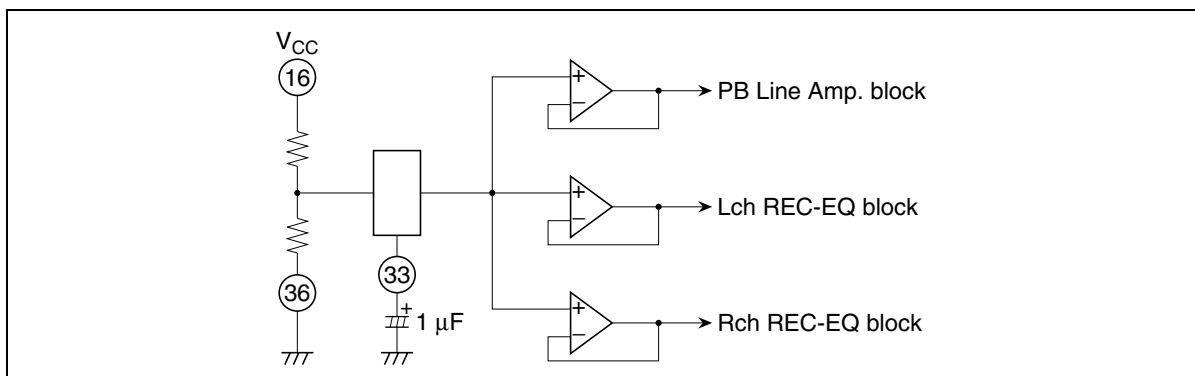 VCC
16
+
−
PB Line Amp. block
+
−
Lch REC-EQ block
36
33
+
1 μF
+
−
Rch REC-EQ block